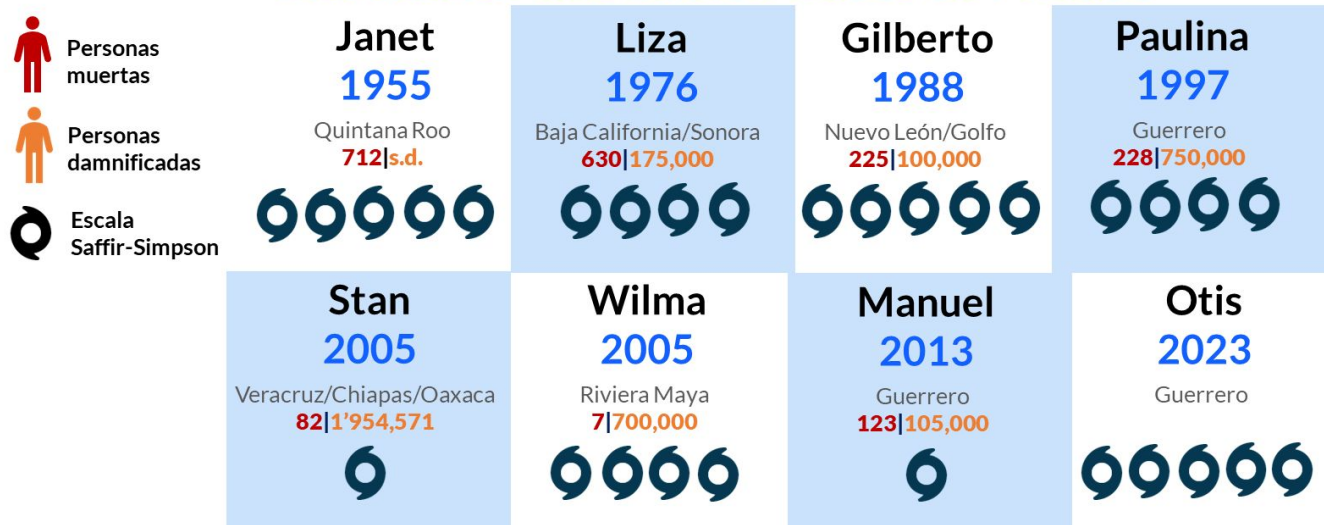 Personas
muertas
Personas
damnificadas
Escala
Saffir-Simpson
Janet
1955
Quintana Roo
712|s.d.
Liza
1976
Baja California/Sonora
630|175,000
Gilberto
1988
Nuevo León/Golfo
225|100,000
Paulina
1997
Guerrero
228|750,000
Stan
2005
Veracruz/Chiapas/Oaxaca
82|1’954,571
Wilma
2005
Riviera Maya
7|700,000
Manuel
2013
Guerrero
123|105,000
Otis
2023
Guerrero